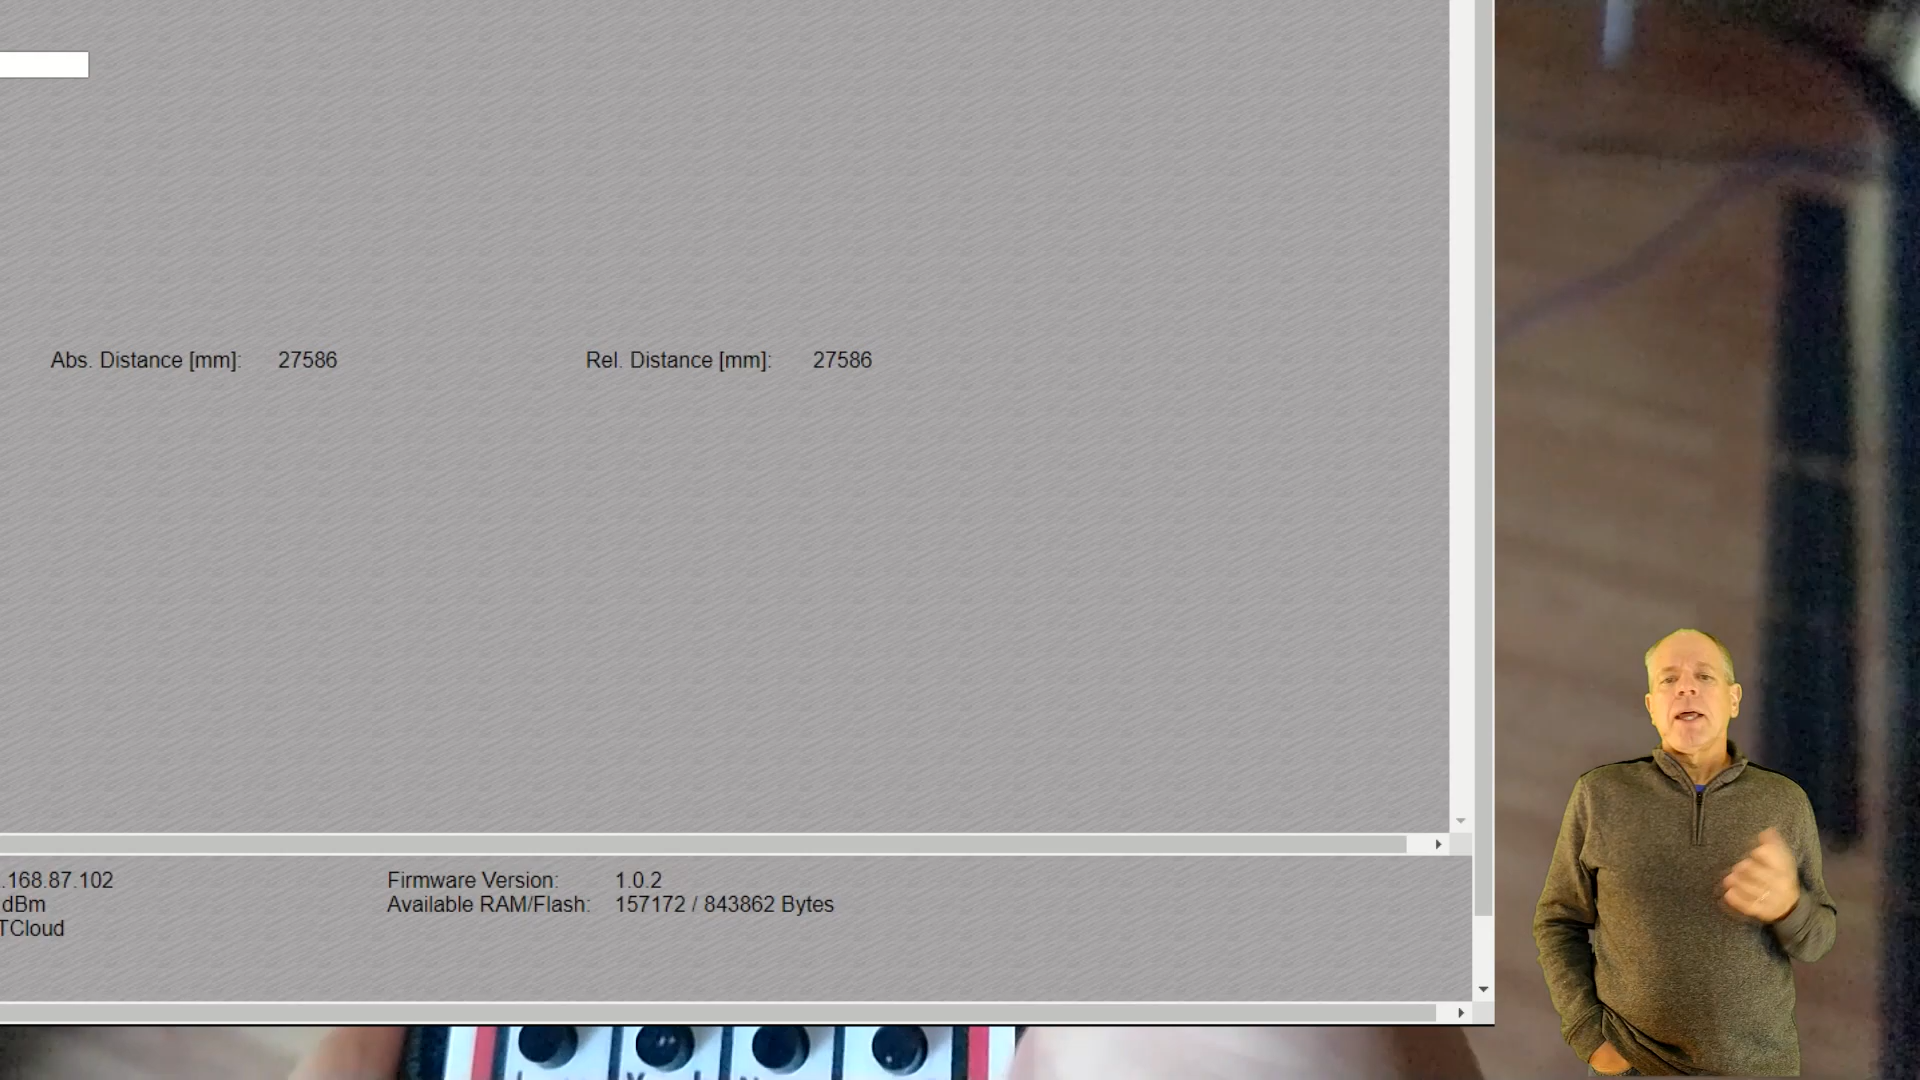 Abs. Distance [mm]: 27586 Rel. Distance [mm]: 27586
.168.87.102 Firmware Version: 1.0.2
dBm Available RAM/Flash: 157172 / 843862 Bytes
TCloud